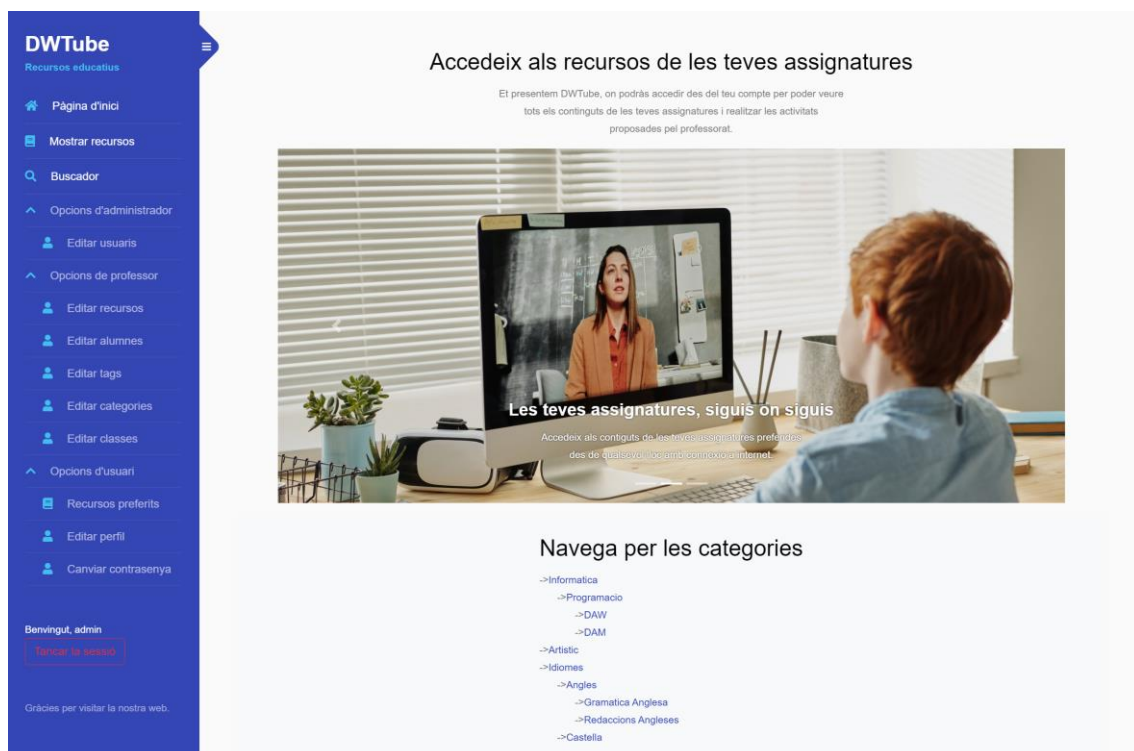 DWTube
Recursos educatius
Pàgina d'inici
Mostrar recursos
Buscador
Opcions d'administrador
Editar usuaris
Opcions de professor
Editar recursos
Editar alumnes
Editar tags
Editar categories
Editar classes
Opcions d'usuari
Recursos preferits
Editar perfil
Canviar contrasenya
Benvingut, admin
Tancar la sessió
Gràcies per visitar la nostra web.
Accedeix als recursos de les teves assignatures
Et presentem DWTube, on podràs accedir des del teu compte per poder veure
tots els continguts de les teves assignatures i realitzar les activitats
proposades pel professorat.
Les teves assignatures, siguis on siguis
Accedeix als contiguts de les teves assignatures preferides
des de qualsevol lloc amb connexio a internet.
Navega per les categories
->Informatica
->Programacio
->DAW
->DAM
->Artistic
->Idiomes
->Angles
->Gramatica Anglesa
->Redaccions Angleses
->Castella